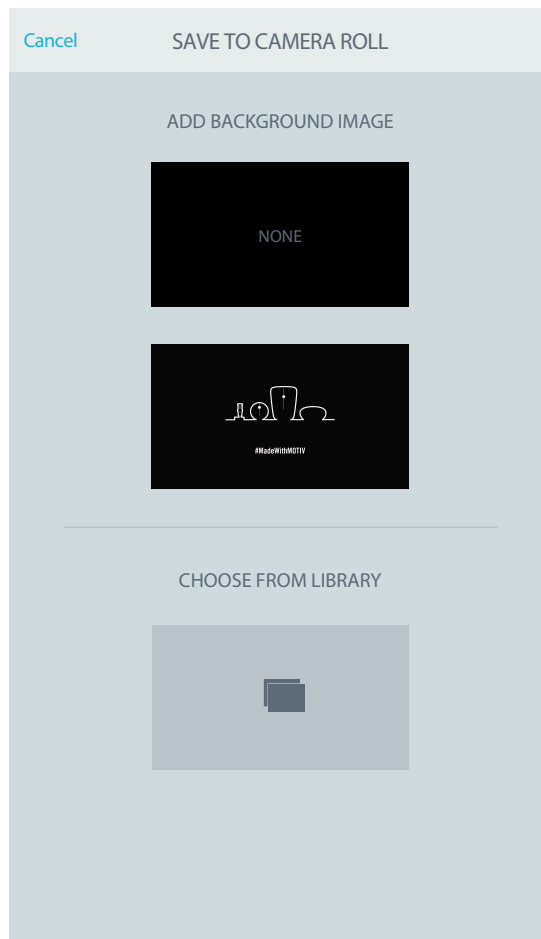 Cancel
SAVE TO CAMERA ROLL
ADD BACKGROUND IMAGE
NONE
#MadeWithMOTIV
CHOOSE FROM LIBRARY